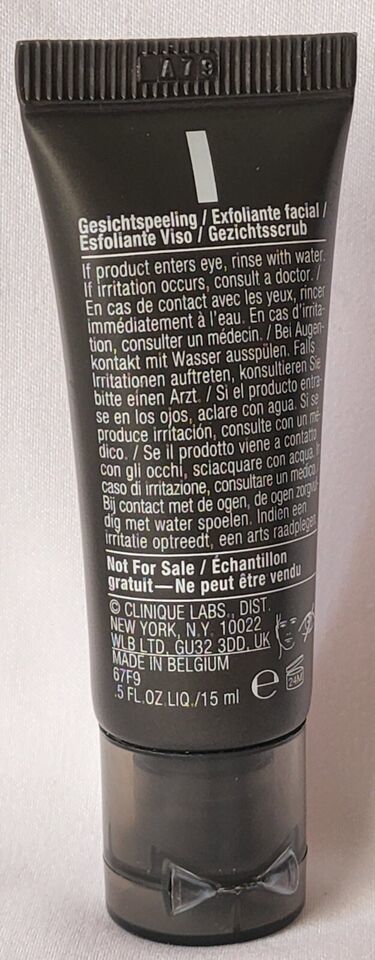 A79
Gesichtspeeling / Exfoliante facial /
Esfoliante Viso / Gezichtsscrub
If product enters eye, rinse with water.
If irritation occurs, consult a doctor. /
En cas de contact avec les yeux, rincer
immédiatement à l'eau. En cas d'irrita-
tion, consulter un médecin. / Bei Augen-
kontakt mit Wasser ausspülen. Falls
Irritationen auftreten, konsultieren Sie
bitte einen Arzt. / Si el producto entra-
se en los ojos, aclare con agua. Si se
produce irritación, consulte con un mé-
dico. / Se il prodotto viene a contatto
con gli occhi, sciacquare con acqua. In
caso di irritazione, consultare un medico. /
Bij contact met de ogen, de ogen zorgvul-
dig met water spoelen. Indien een
irritatie optreedt, een arts raadplegen.
Not For Sale / Échantillon
gratuit—Ne peut être vendu
© CLINIQUE LABS., DIST.
NEW YORK, N.Y. 10022
WLB LTD, GU32 3DD, UK
MADE IN BELGIUM
67F9
.5 FL.OZ.LIQ./15 ml e 24M